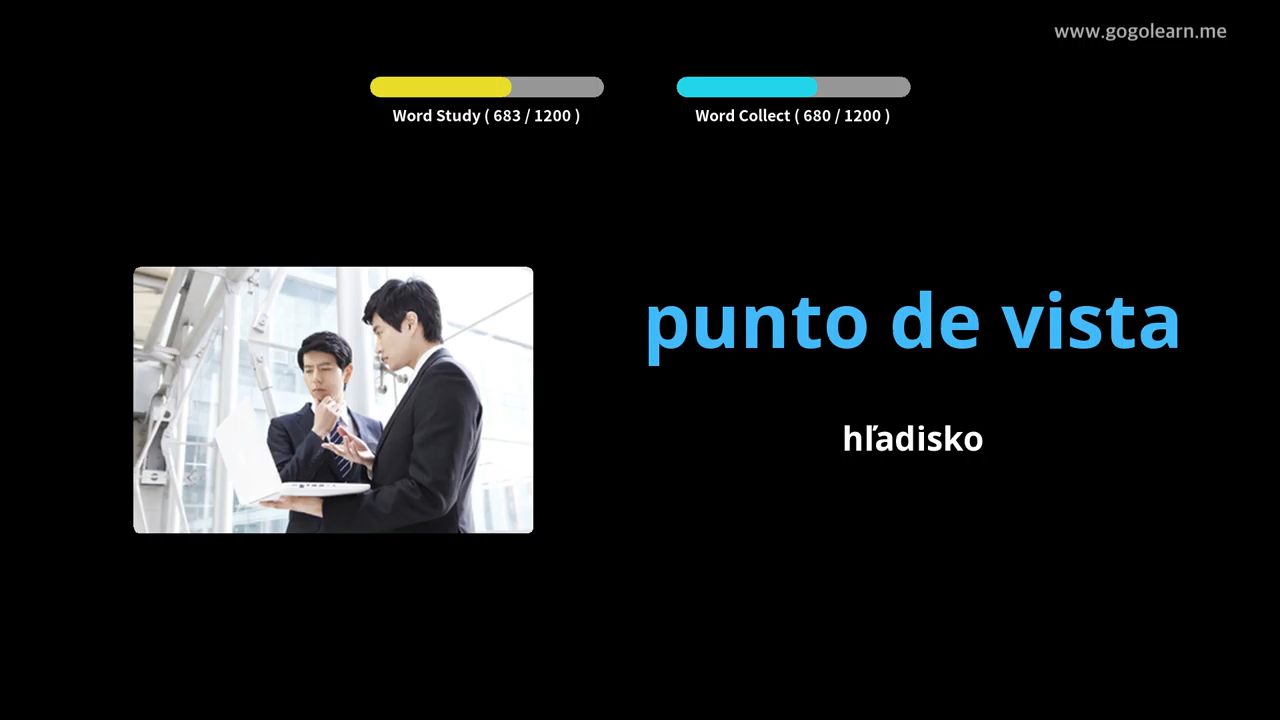 www.gogolearn.me
Word Study ( 683 / 1200 )
Word Collect ( 680 / 1200 )
punto de vista
hľadisko